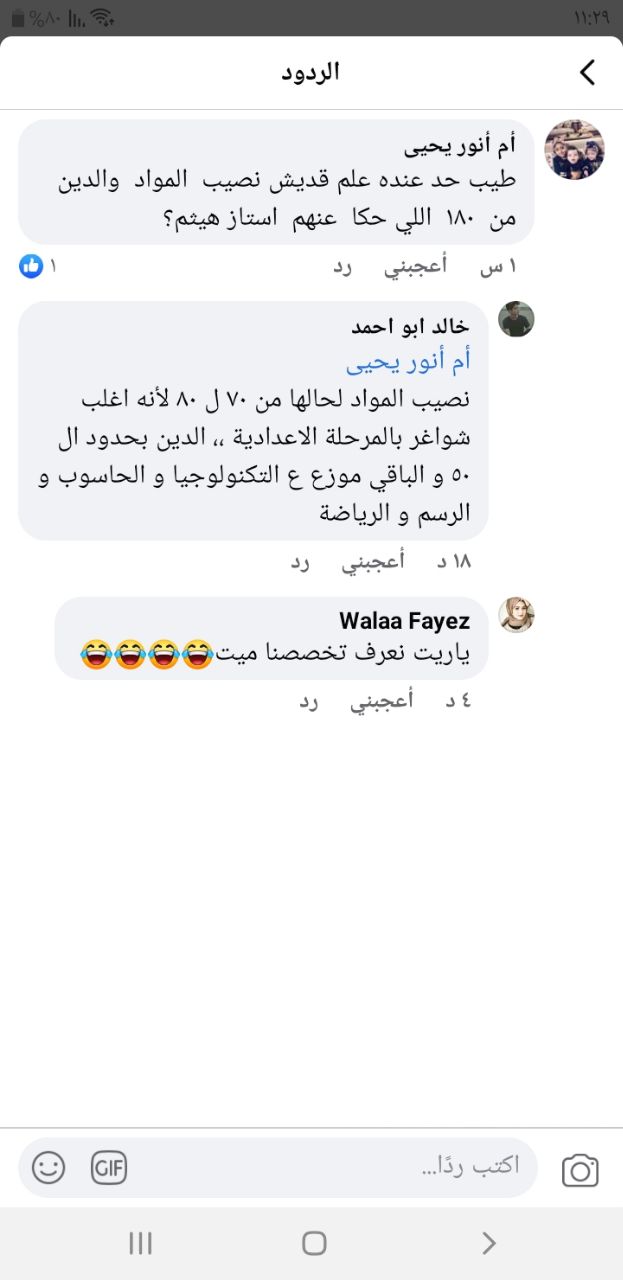 ١١:٢٩ %٨٠
الردود
أم أنور يحيى
طيب حد عنده علم قديش نصيب المواد والدين
من ١٨٠ اللي حكا عنهم استاز هيثم؟
١ س أعجبني رد ١
خالد ابو احمد
أم أنور يحيى
نصيب المواد لحالها من ٧٠ ل ٨٠ لأنه اغلب
شواغر بالمرحلة الاعدادية ،، الدين بحدود ال
٥٠ و الباقي موزع ع التكنولوجيا و الحاسوب و
الرسم و الرياضة
١٨ د أعجبني رد
Walaa Fayez
ياريت نعرف تخصصنا ميت😂😂😂😂
٤ د أعجبني رد
اكتب ردًا...
GIF